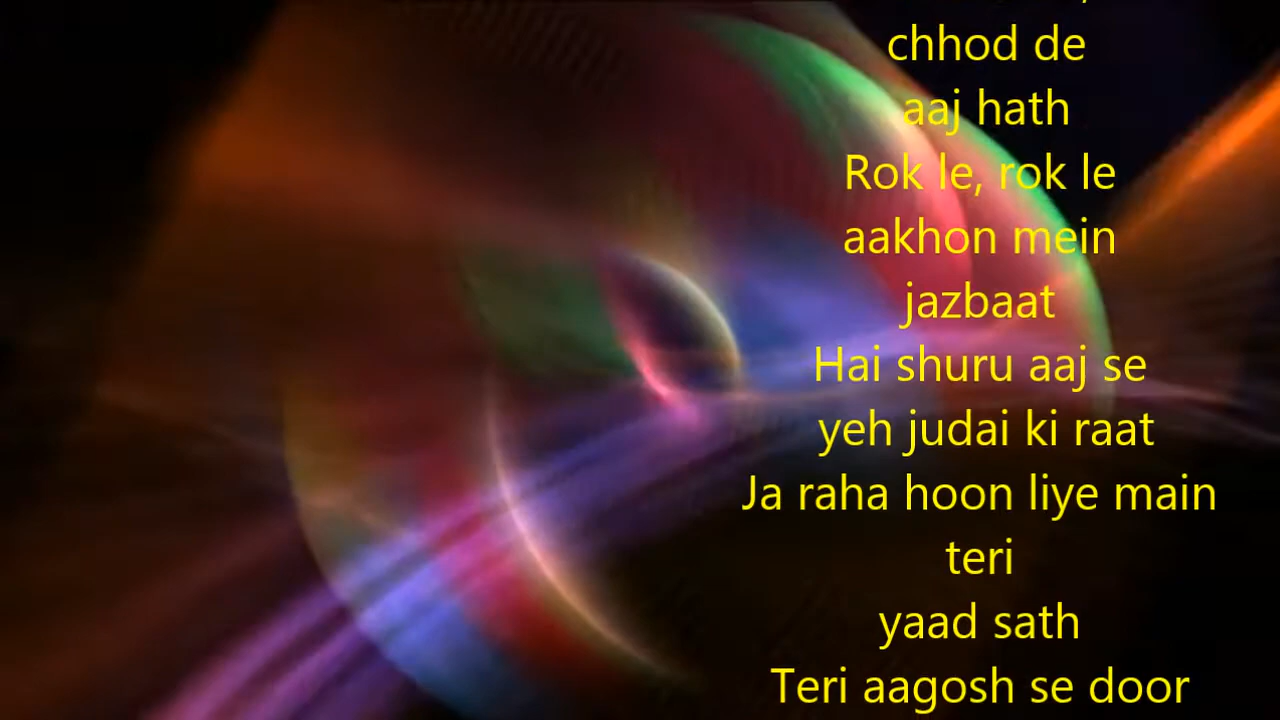 chhod de
aaj hath
Rok le, rok le
aakhon mein
jazbaat
Hai shuru aaj se
yeh judai ki raat
Ja raha hoon liye main
teri
yaad sath
Teri aagosh se door